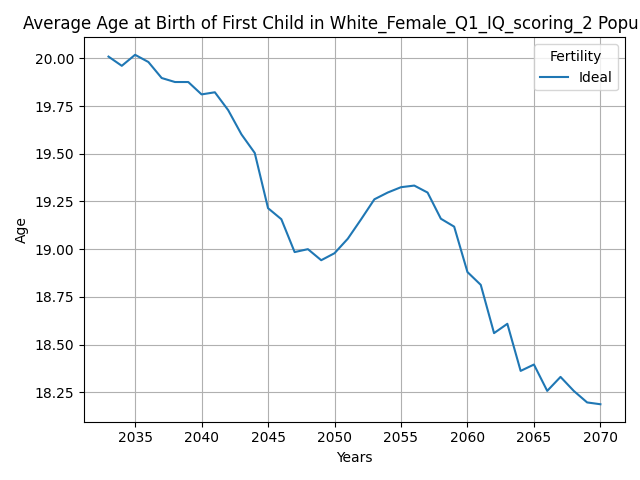 Average Age at Birth of First Child in White_Female_Q1_IQ_scoring_2 Popu
Fertility
Ideal
20.00
19.75
19.50
19.25
19.00
18.75
18.50
18.25
Age
2035 2040 2045 2050 2055 2060 2065 2070
Years